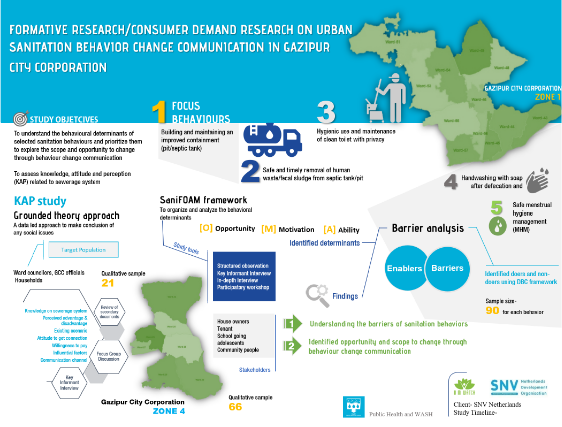 FORMATIVE RESEARCH/CONSUMER DEMAND RESEARCH ON URBAN
SANITATION BEHAVIOR CHANGE COMMUNICATION IN GAZIPUR
CITY CORPORATION
GAZIPUR CITY CORPORATION
ZONE 1
STUDY OBJETCIVES
To understand the behavioural determinants of
selected sanitation behaviours and prioritize them
to explore the scope and opportunity to change
through behaviour change communication
To assess knowledge, attitude and perception
(KAP) related to sewerage system
1 FOCUS
BEHAVIOURS
Building and maintaining an
improved containment
(pit/septic tank)
2 Safe and timely removal of human
waste/fecal sludge from septic tank/pit
3
Hygienic use and maintenance
of clean toilet with privacy
4 Handwashing with soap
after defecation and
5 Safe menstrual
hygiene
management
(MHM)
KAP study
Grounded theory approach
A data led approach to make conclusion of
any social issues
Target Population
Word councilors, GCC officials
Households
Qualitative sample
21
Knowledge on sewerage system
Perceived advantage &
disadvantage
Existing scenario
Attitude to get connection
Willingness to pay
Influential factors
Communication channel
Review of
secondary
Focus Group
Discussion
Key
Informant
Interview
Gazipur City Corporation
ZONE 4
SaniFOAM framework
To organize and analyze the behavioral
determinants
[O] Opportunity [M] Motivation [A] Ability
Identified determinants
Study tools
Structured observation
Key Informant Interview
In-depth Interview
Participatory workshop
Findings
House owners
Tenant
School going
adolescents
Community people
Stakeholders
Qualitative sample
66
1 Understanding the barriers of sanitation behaviors
2 Identified opportunity and scope to change through
behaviour change communication
Barrier analysis
Enablers
Barriers
Identified doers and non-
doers using DBC framework
Sample size-
90 for each behavior
Public Health and WASH
SNV Netherlands
Development
Organisation
Client- SNV Netherlands
Study Timeline-